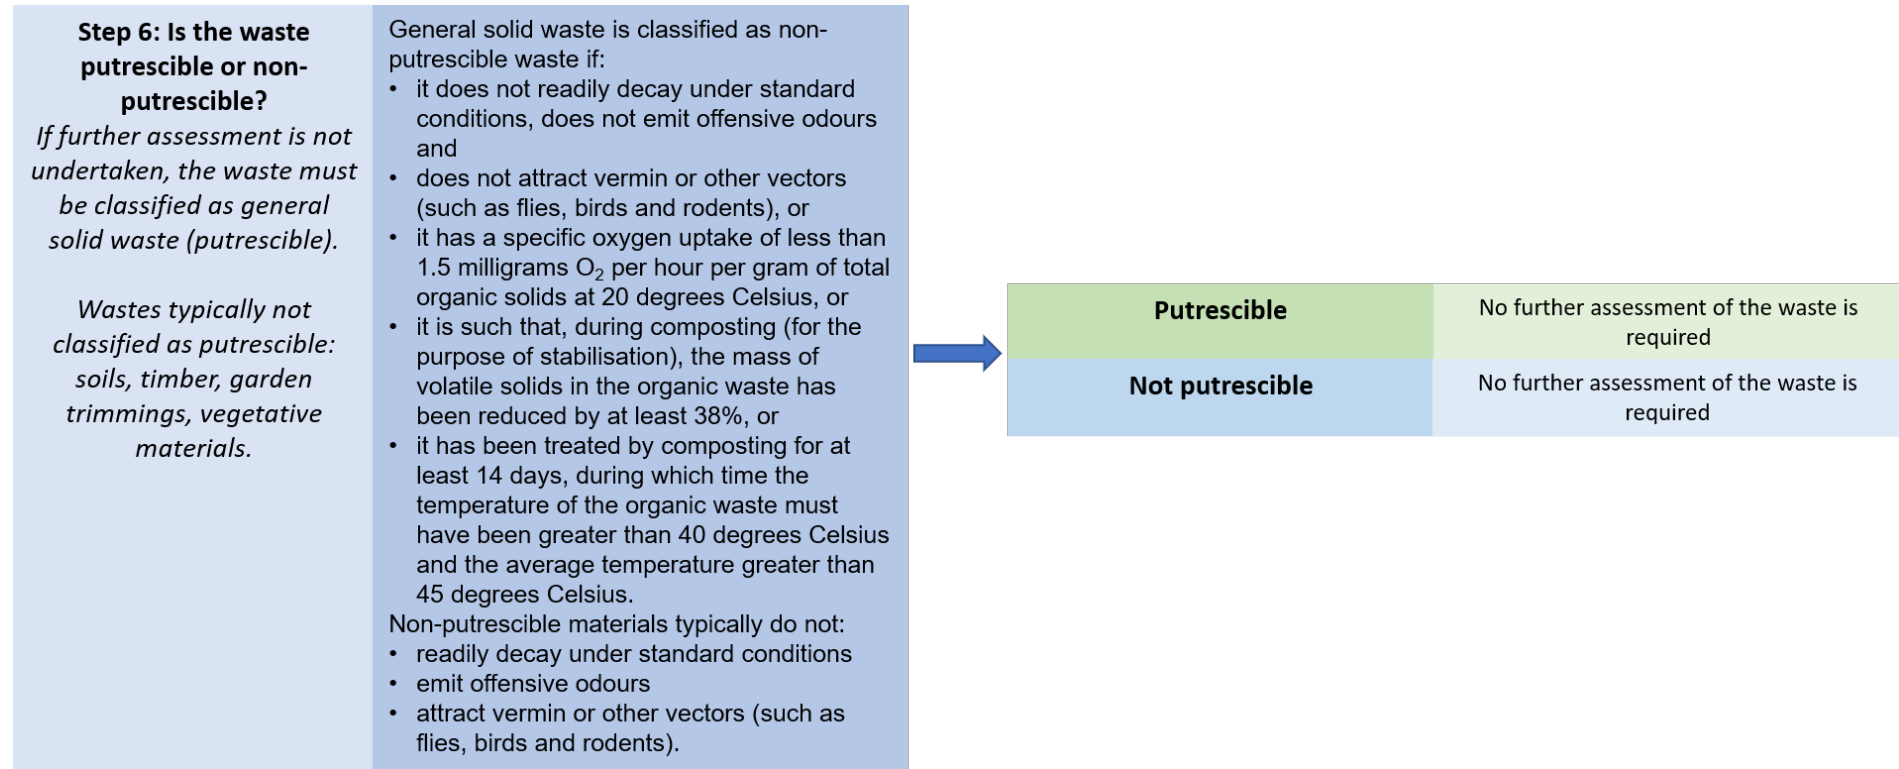 Step 6: Is the waste
putrescible or non-
putrescible?
If further assessment is not
undertaken, the waste must
be classified as general
solid waste (putrescible).
Wastes typically not
classified as putrescible:
soils, timber, garden
trimmings, vegetative
materials.
General solid waste is classified as non-
putrescible waste if:
• it does not readily decay under standard
conditions, does not emit offensive odours
and
• does not attract vermin or other vectors
(such as flies, birds and rodents), or
• it has a specific oxygen uptake of less than
1.5 milligrams O₂ per hour per gram of total
organic solids at 20 degrees Celsius, or
• it is such that, during composting (for the
purpose of stabilisation), the mass of
volatile solids in the organic waste has
been reduced by at least 38%, or
• it has been treated by composting for at
least 14 days, during which time the
temperature of the organic waste must
have been greater than 40 degrees Celsius
and the average temperature greater than
45 degrees Celsius.
Non-putrescible materials typically do not:
• readily decay under standard conditions
• emit offensive odours
• attract vermin or other vectors (such as
flies, birds and rodents).
Putrescible
No further assessment of the waste is
required
Not putrescible
No further assessment of the waste is
required